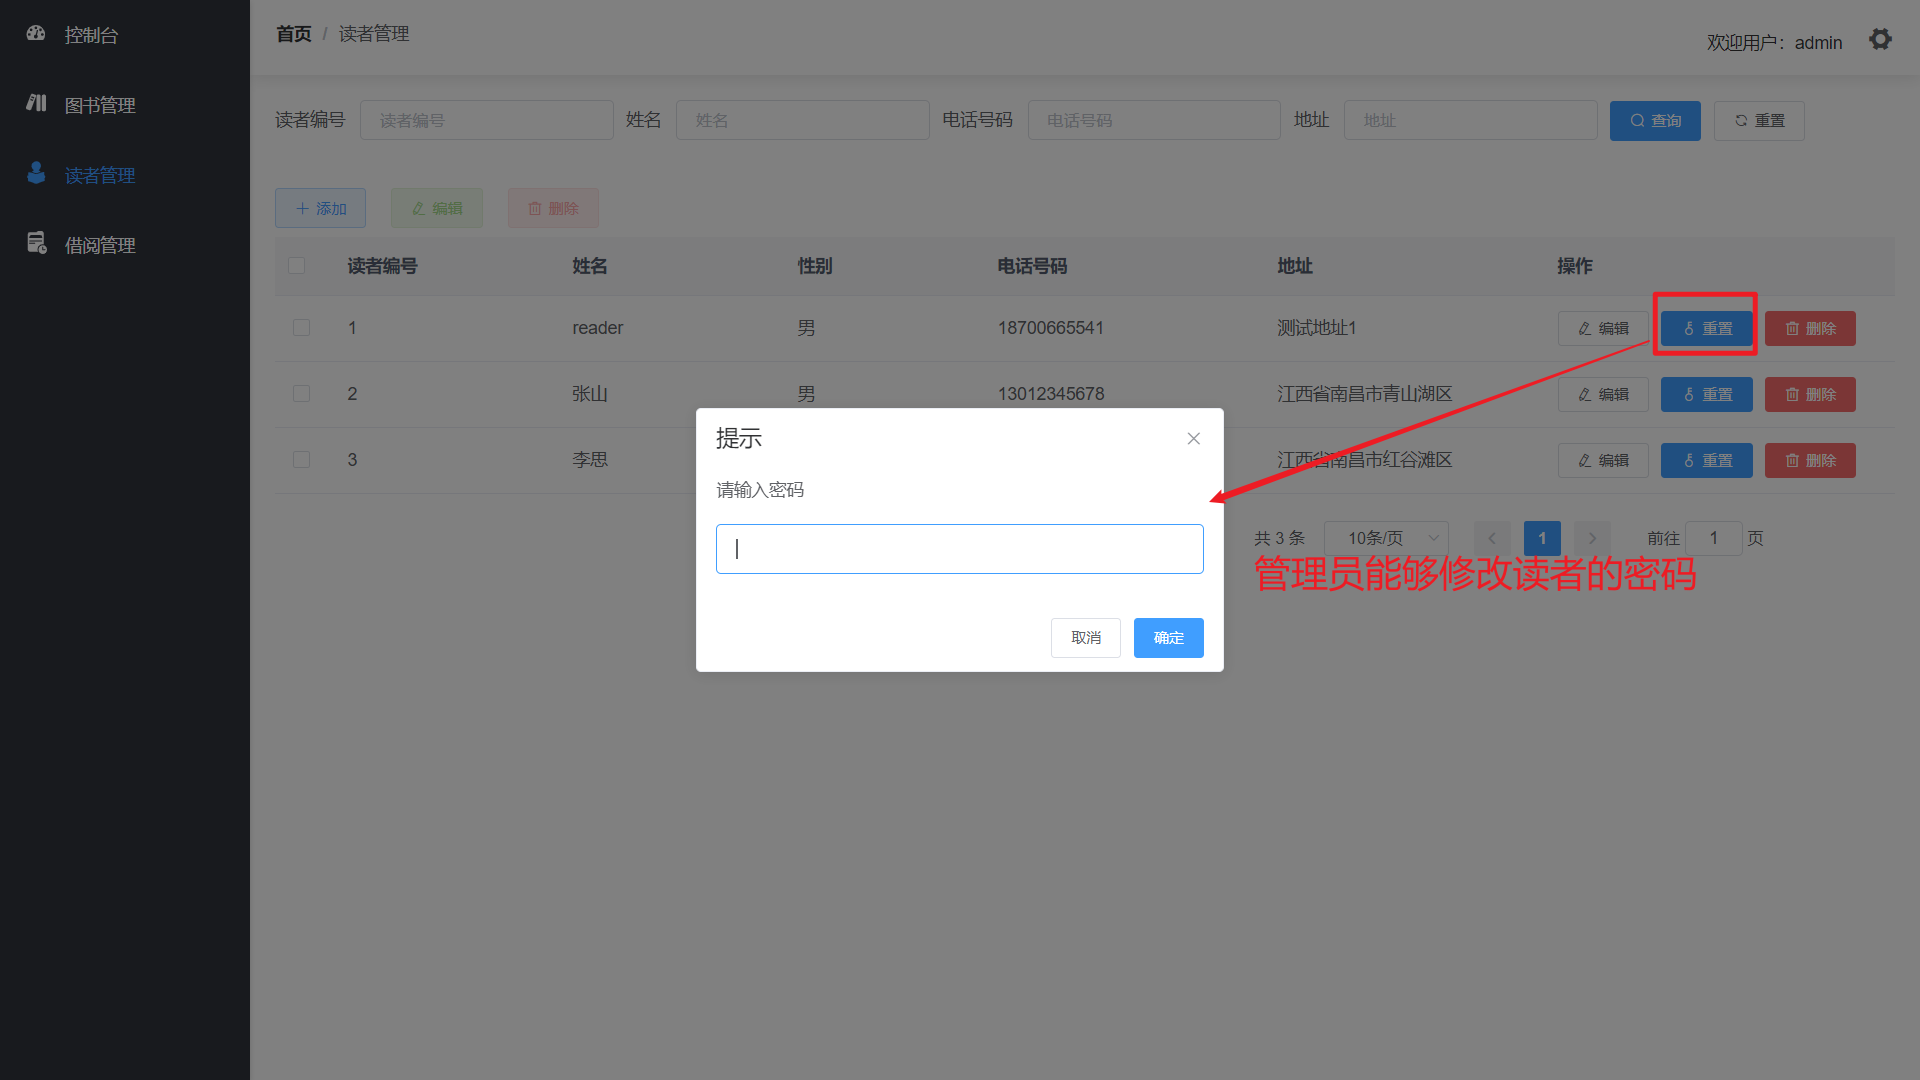 控制台
图书管理
读者管理
借阅管理
首页 / 读者管理
欢迎用户：admin
读者编号 读者编号 姓名 姓名 电话号码 电话号码 地址 地址 查询 重置
添加 编辑 删除
读者编号 姓名 性别 电话号码 地址 操作
1 reader 男 18700665541 测试地址1 编辑 重置 删除
2 张山 男 13012345678 江西省南昌市青山湖区 编辑 重置 删除
3 李思 江西省南昌市红谷滩区 编辑 重置 删除
提示
请输入密码
取消 确定
共 3 条 10条/页 1 前往 1 页
管理员能够修改读者的密码